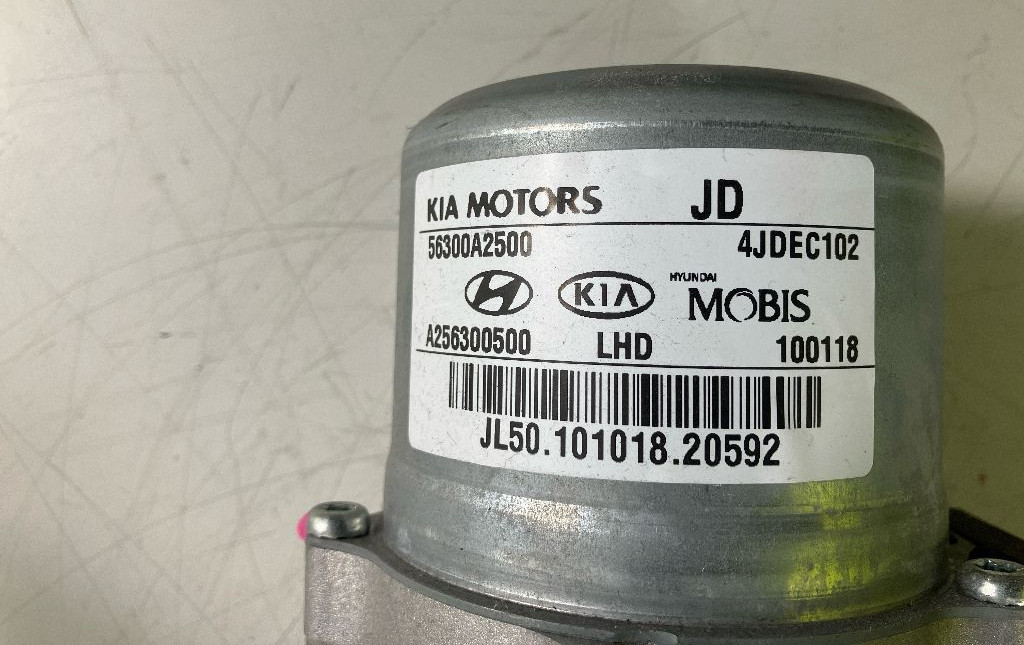 KIA MOTORS JD
56300A2500 4JDEC102
KIA HYUNDAI MOBIS
A256300500 LHD 100118
JL50.101018.20592